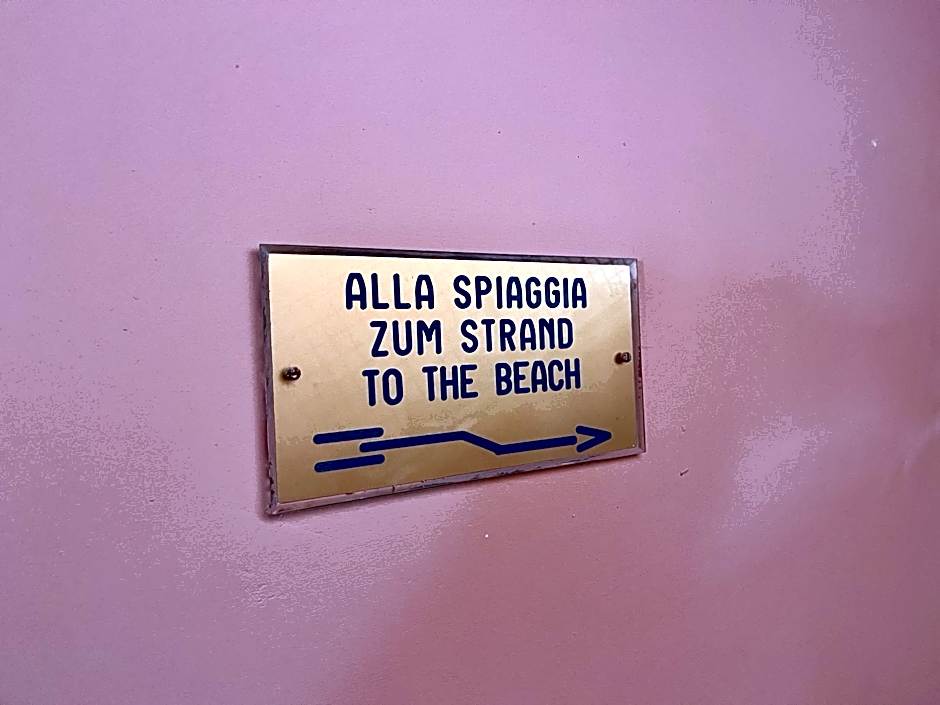 ALLA SPIAGGIA
ZUM STRAND
TO THE BEACH